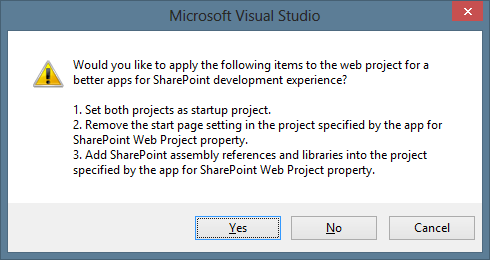 Microsoft Visual Studio
Would you like to apply the following items to the web project for a
better apps for SharePoint development experience?
1. Set both projects as startup project.
2. Remove the start page setting in the project specified by the app for
SharePoint Web Project property.
3. Add SharePoint assembly references and libraries into the project
specified by the app for SharePoint Web Project property.
Yes
No
Cancel